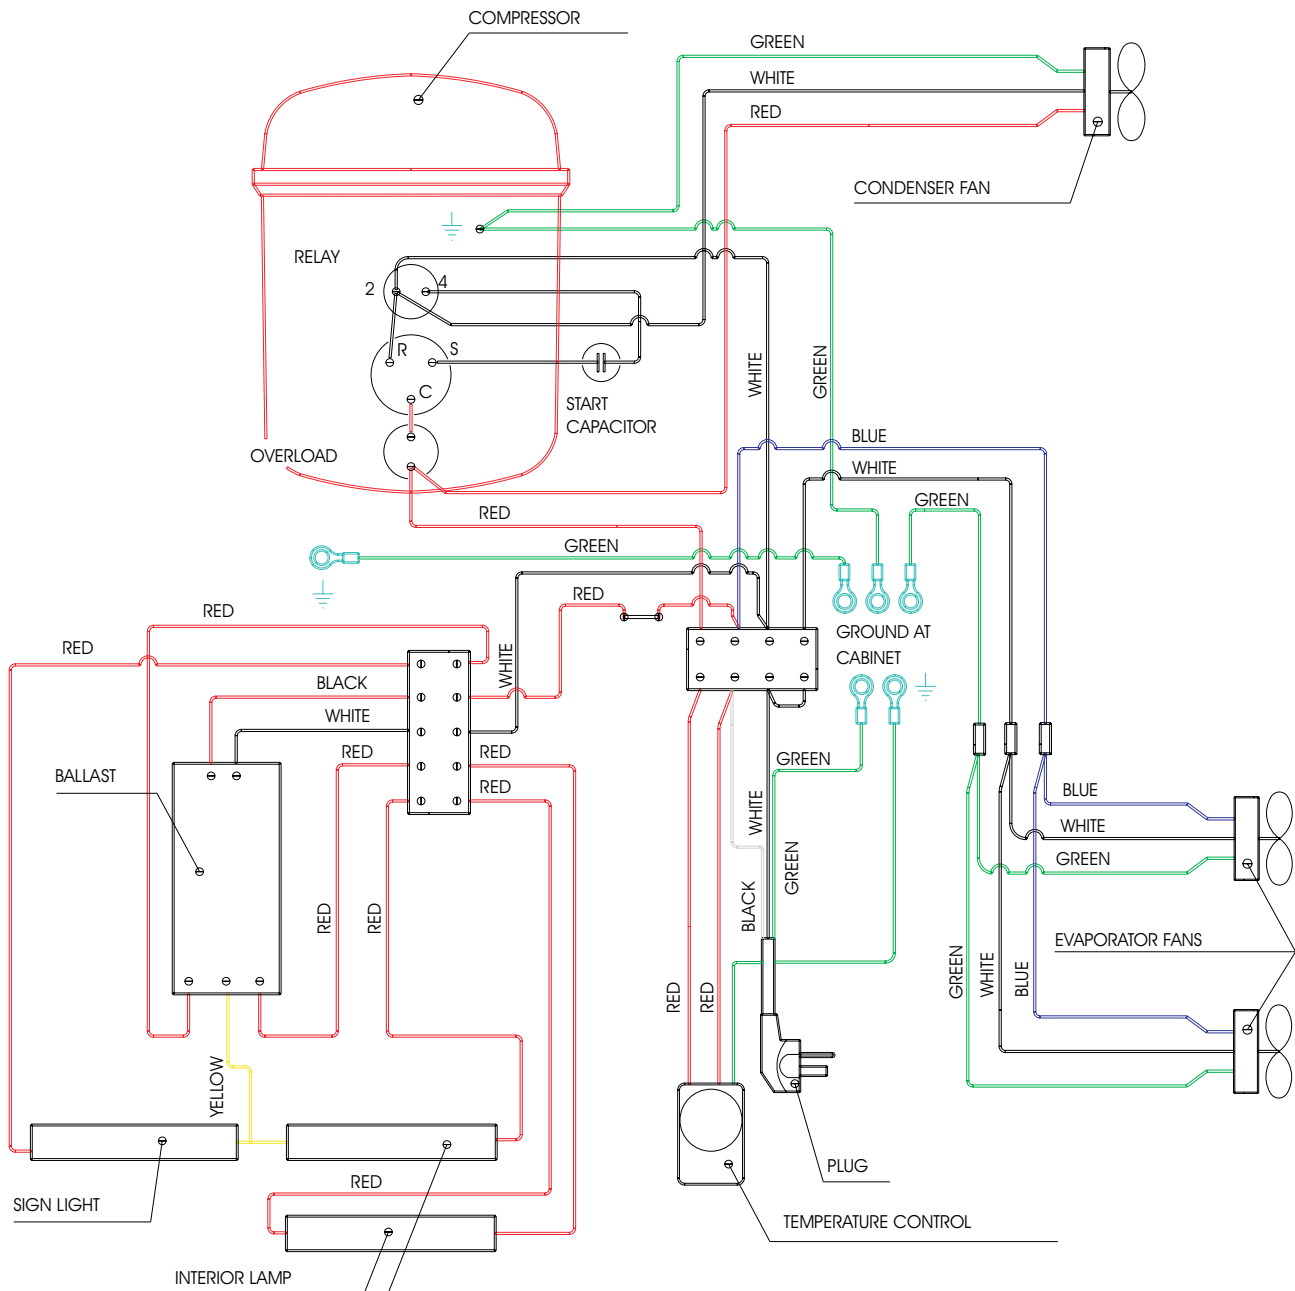 COMPRESSOR
GREEN
WHITE
RED
CONDENSER FAN
RELAY
2
4
R
S
C
START
CAPACITOR
WHITE
GREEN
OVERLOAD
BLUE
WHITE
GREEN
RED
GREEN
RED
RED
WHITE
GROUND AT
CABINET
RED
BLACK
WHITE
RED
RED
RED
BALLAST
GREEN
WHITE
GREEN
BLACK
BLUE
WHITE
GREEN
RED
RED
EVAPORATOR FANS
GREEN
WHITE
BLUE
RED
RED
YELLOW
PLUG
RED
SIGN LIGHT
TEMPERATURE CONTROL
INTERIOR LAMP